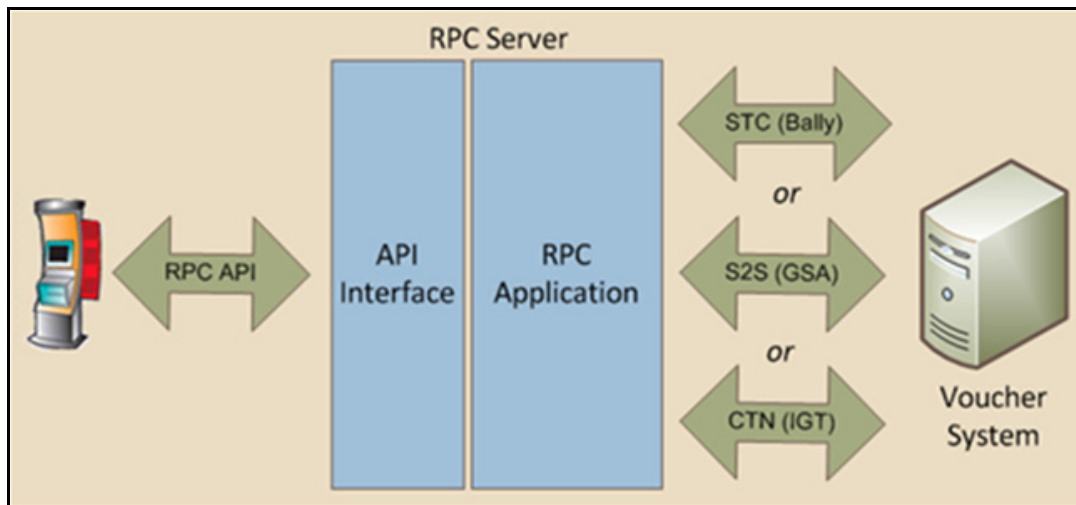 RPC Server
RPC API
API
Interface
RPC
Application
STC (Bally)
or
S2S (GSA)
or
CTN (IGT)
Voucher
System